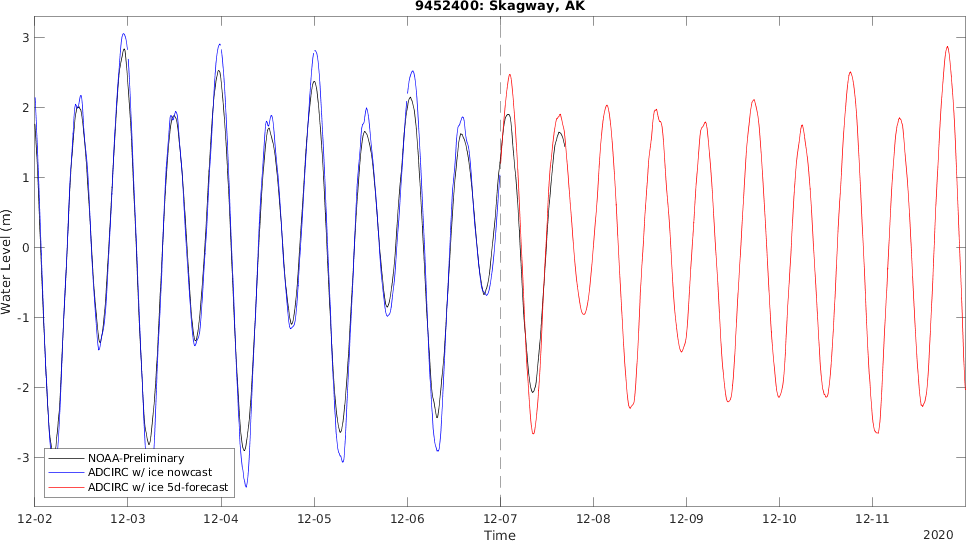 9452400: Skagway, AK
Water Level (m)
3
2
1
0
-1
-2
-3
NOAA-Preliminary
ADCIRC w/ ice nowcast
ADCIRC w/ ice 5d-forecast
12-02 12-03 12-04 12-05 12-06 12-07 12-08 12-09 12-10 12-11
Time
2020